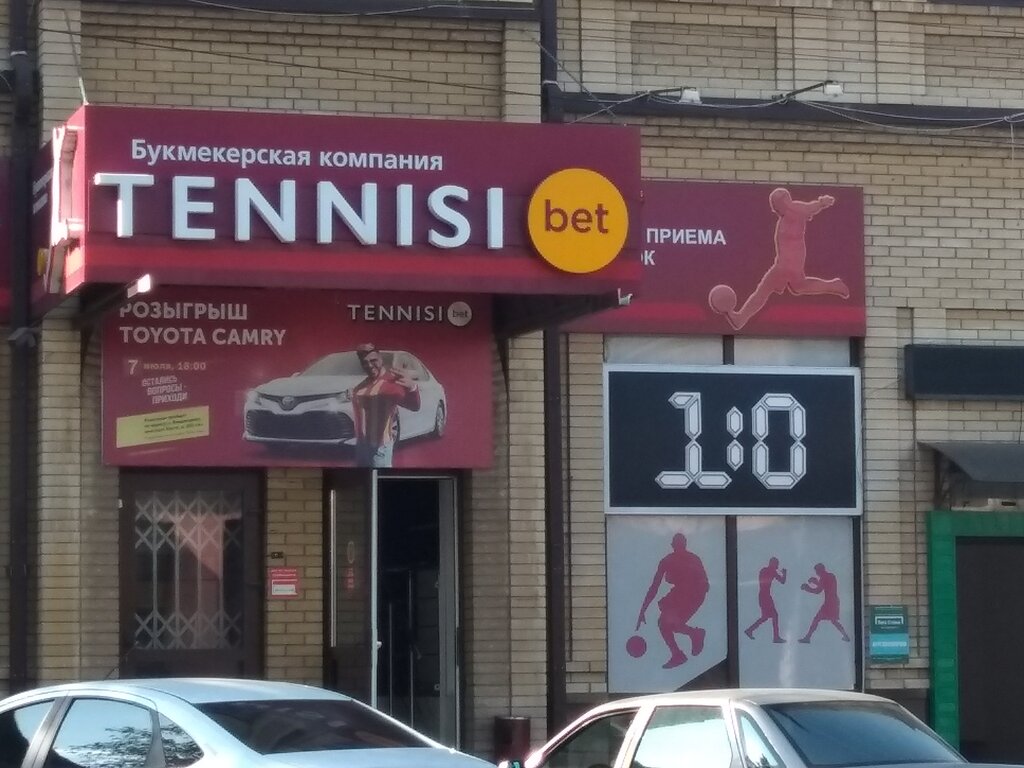 Букмекерская компания
TENNISI bet
ПРИЕМА
РОЗЫГРЫШ
TOYOTA CAMRY
TENNISI bet
7 июля, 18:00
ОСТАЛИСЬ
ВОПРОСЫ -
ПРИХОДИ
1:0